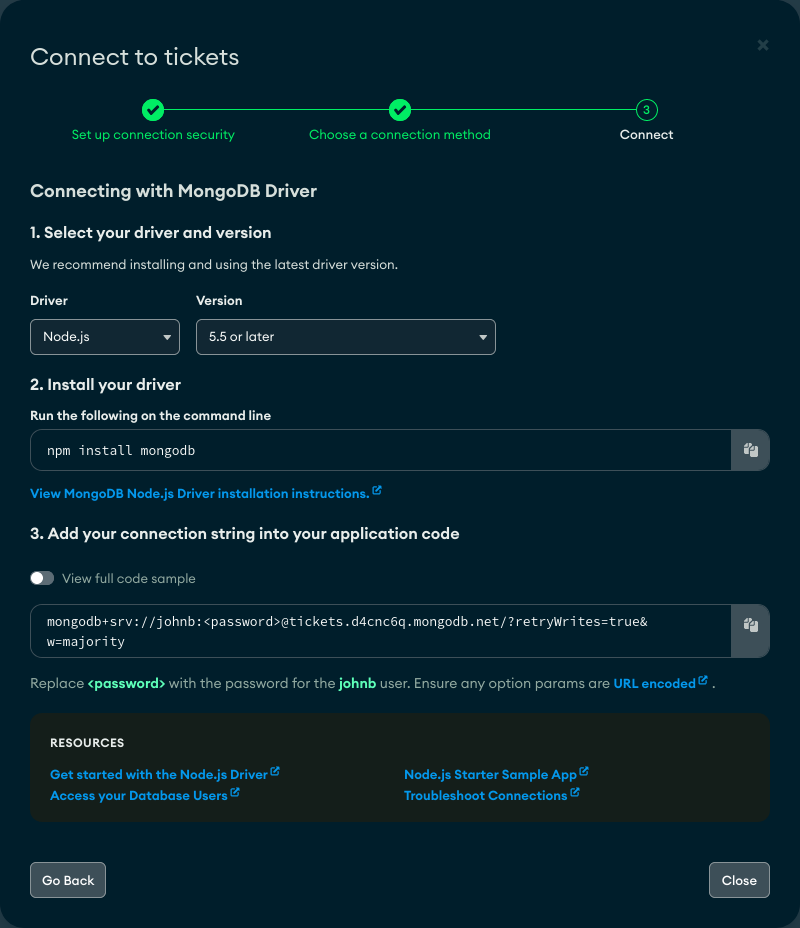 Connect to tickets
Set up connection security
Choose a connection method
3
Connect
Connecting with MongoDB Driver
1. Select your driver and version
We recommend installing and using the latest driver version.
Driver
Version
Node.js
5.5 or later
2. Install your driver
Run the following on the command line
npm install mongodb
View MongoDB Node.js Driver installation instructions.
3. Add your connection string into your application code
View full code sample
mongodb+srv://johnb:<password>@tickets.d4cnc6q.mongodb.net/?retryWrites=true&
w=majority
Replace <password> with the password for the johnb user. Ensure any option params are URL encoded .
RESOURCES
Get started with the Node.js Driver
Node.js Starter Sample App
Access your Database Users
Troubleshoot Connections
Go Back
Close